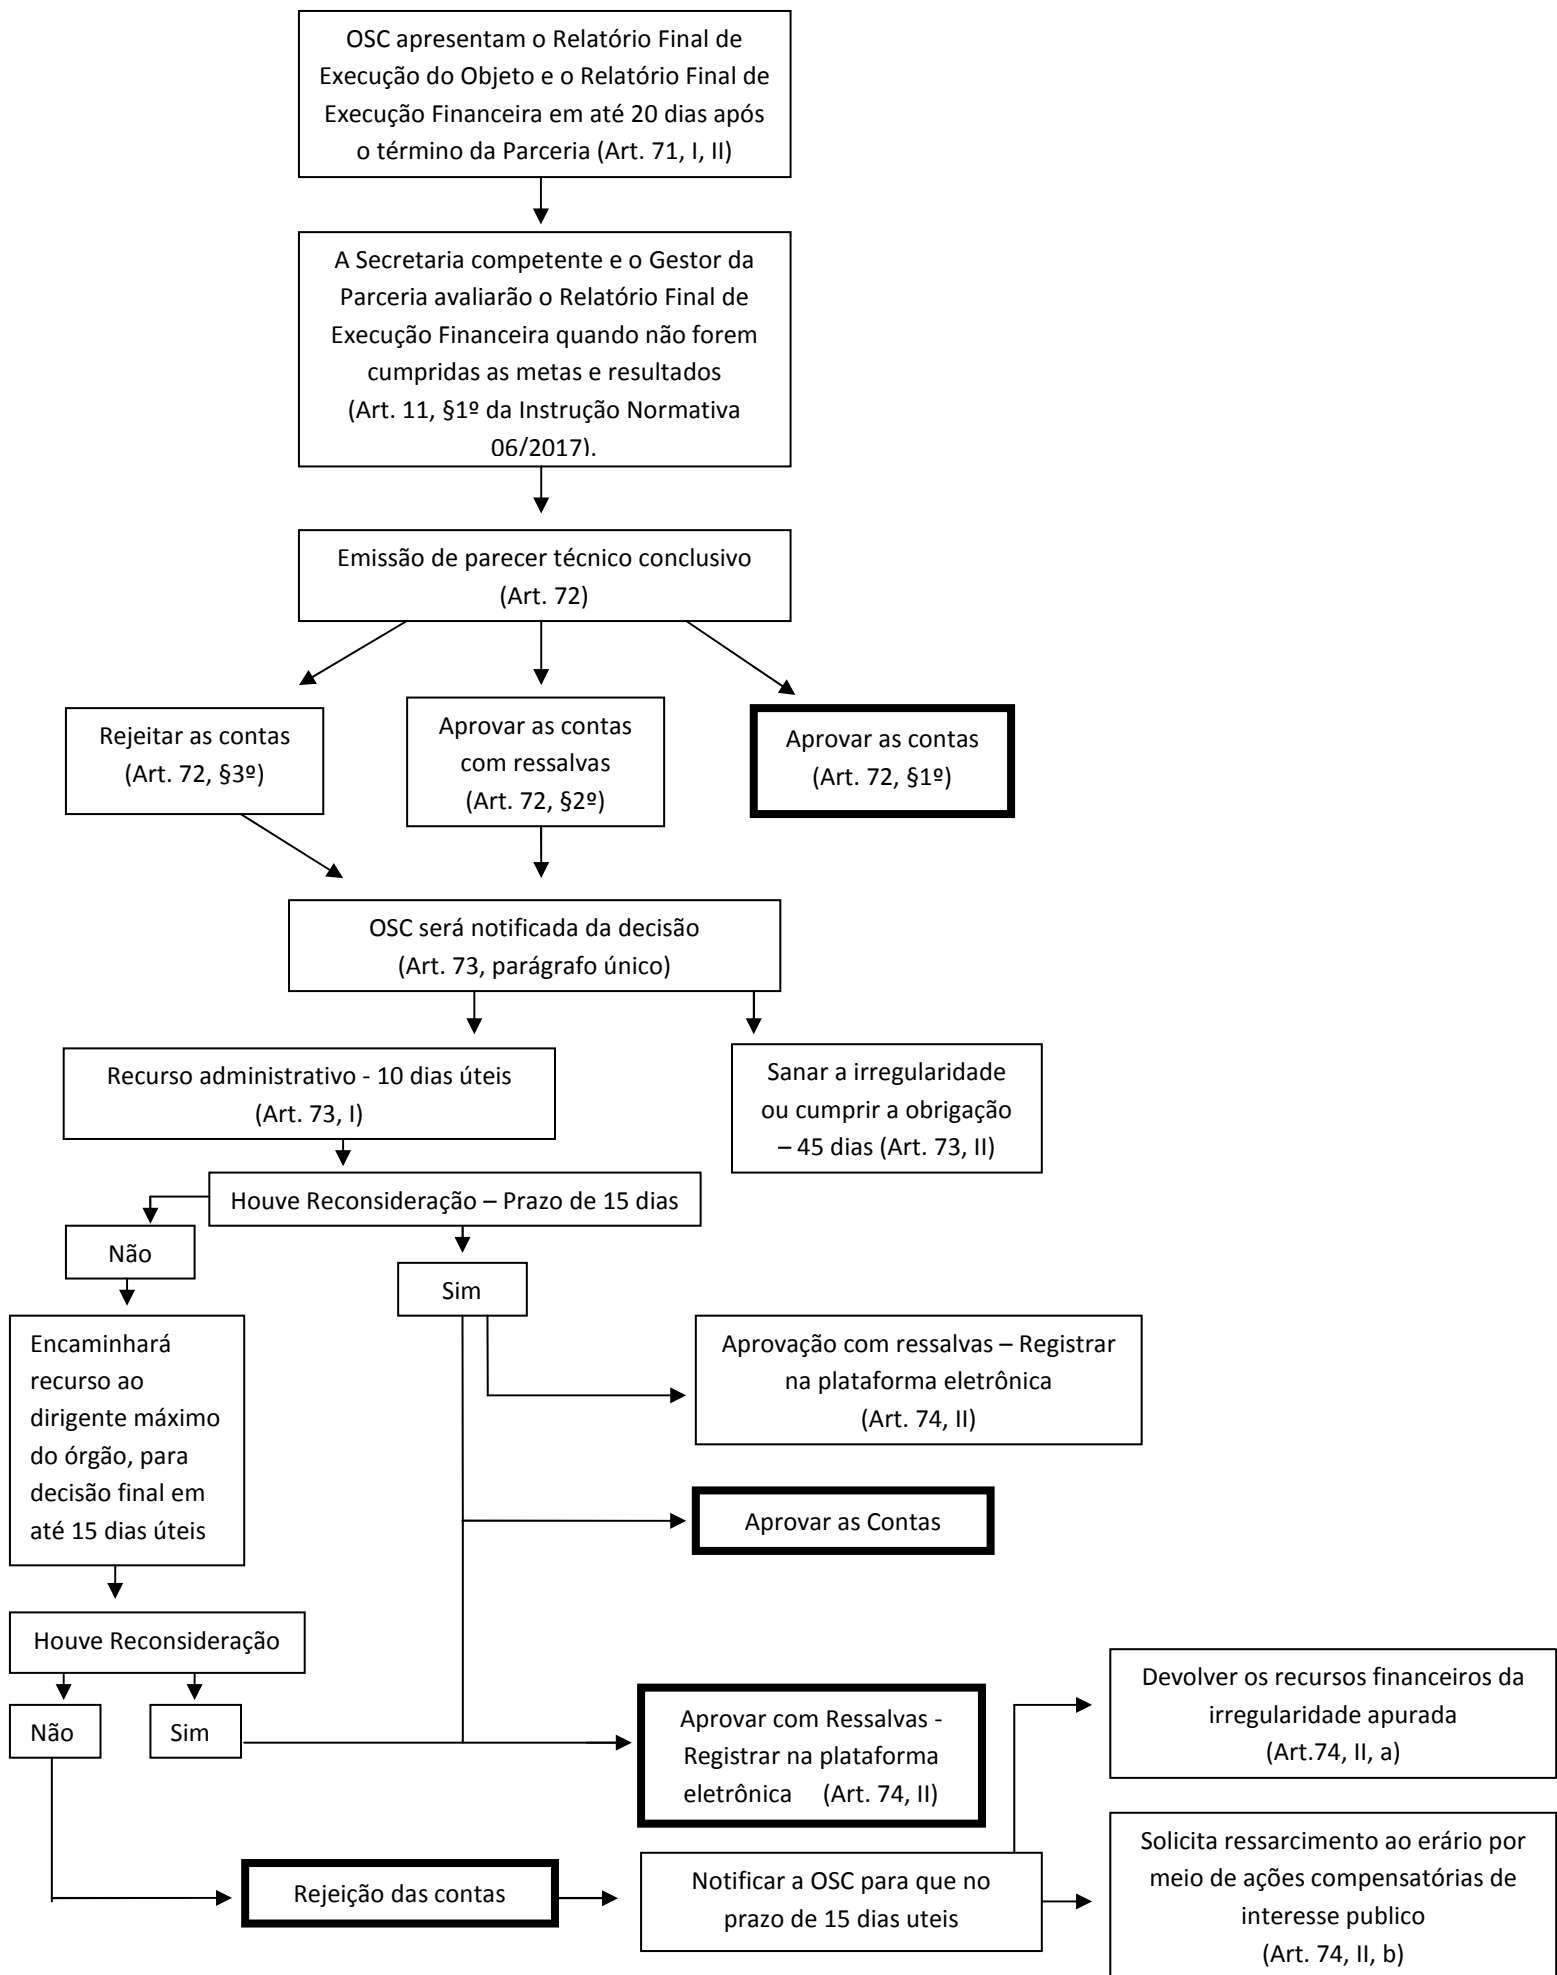 OSC apresentam o Relatório Final de
Execução do Objeto e o Relatório Final de
Execução Financeira em até 20 dias após
o término da Parceria (Art. 71, I, II)
A Secretaria competente e o Gestor da
Parceria avaliarão o Relatório Final de
Execução Financeira quando não forem
cumpridas as metas e resultados
(Art. 11, §1º da Instrução Normativa
06/2017).
Emissão de parecer técnico conclusivo
(Art. 72)
Rejeitar as contas
(Art. 72, §3º)
Aprovar as contas
com ressalvas
(Art. 72, §2º)
Aprovar as contas
(Art. 72, §1º)
OSC será notificada da decisão
(Art. 73, parágrafo único)
Recurso administrativo - 10 dias úteis
(Art. 73, I)
Sanar a irregularidade
ou cumprir a obrigação
– 45 dias (Art. 73, II)
Houve Reconsideração – Prazo de 15 dias
Não
Sim
Encaminhará
recurso ao
dirigente máximo
do órgão, para
decisão final em
até 15 dias úteis
Aprovação com ressalvas – Registrar
na plataforma eletrônica
(Art. 74, II)
Aprovar as Contas
Houve Reconsideração
Não
Sim
Aprovar com Ressalvas -
Registrar na plataforma
eletrônica (Art. 74, II)
Devolver os recursos financeiros da
irregularidade apurada
(Art.74, II, a)
Rejeição das contas
Notificar a OSC para que no
prazo de 15 dias uteis
Solicita ressarcimento ao erário por
meio de ações compensatórias de
interesse publico
(Art. 74, II, b)